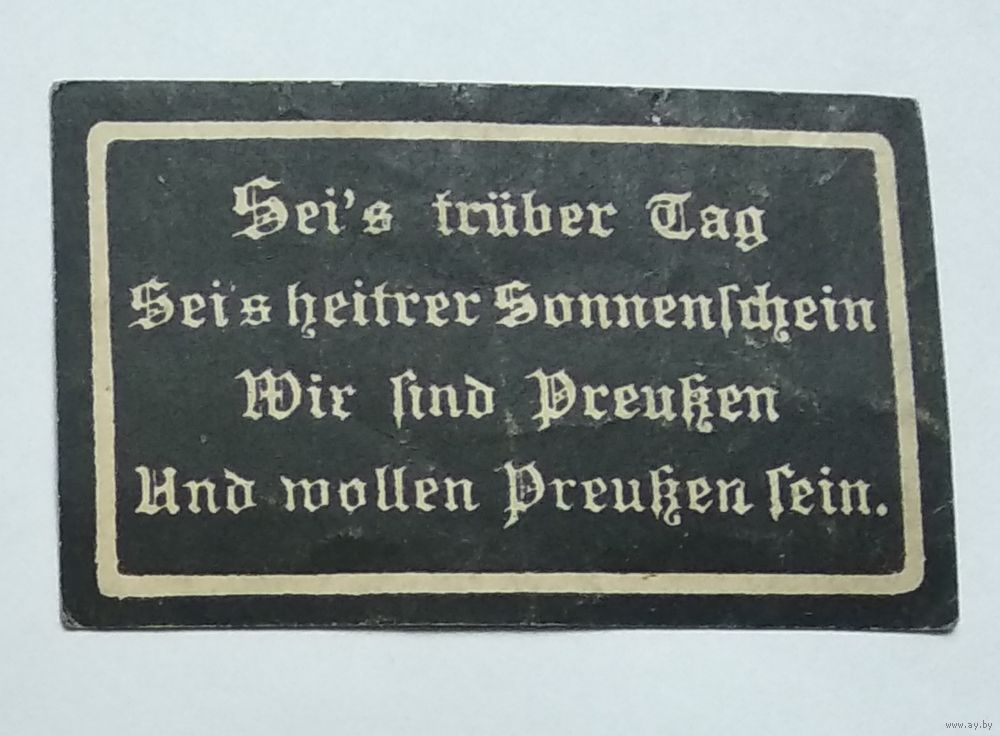 Sei's trüber Tag
Sei's heitrer Sonnenſchein
Wir ſind Preußen
Und wollen Preußen ſein.
www.ay.by